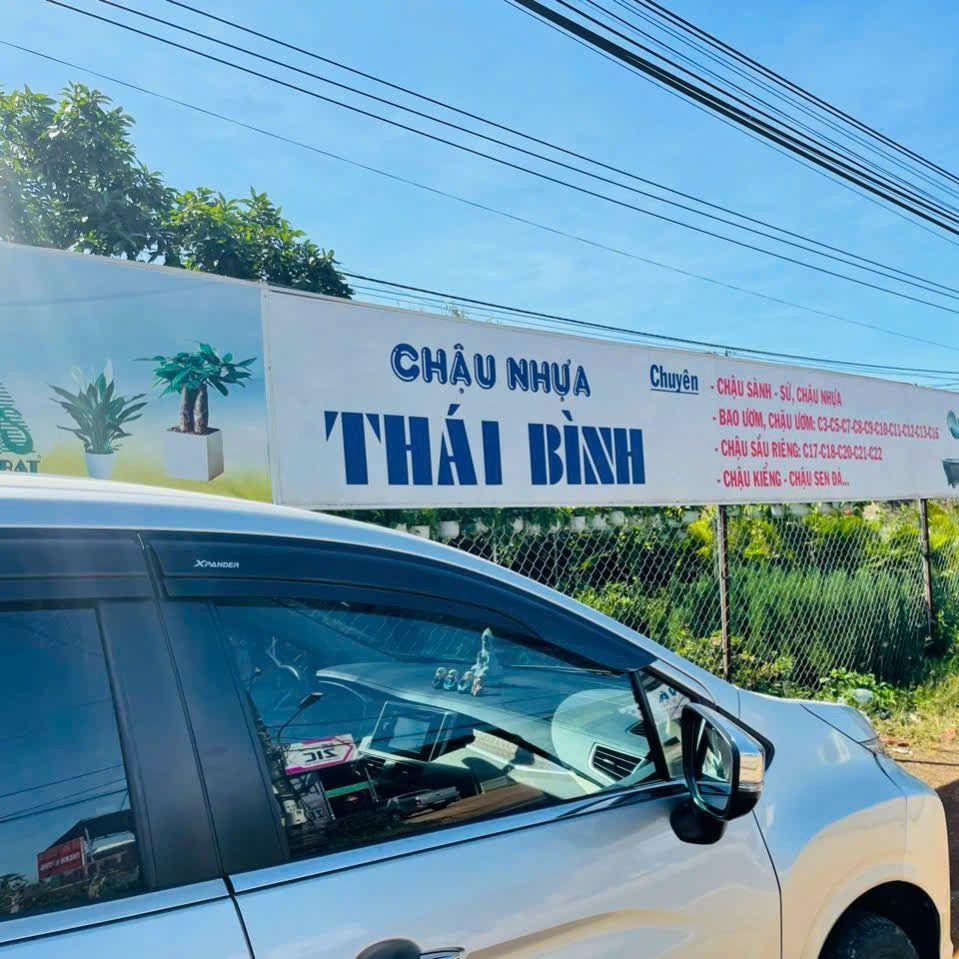 CHẬU NHỰA
THÁI BÌNH
Chuyên
- CHẬU SÀNH - SỨ, CHẬU NHỰA
- BAO ƯƠM, CHẬU ƯƠM: C3-C5-C7-C8-C9-C10-C11-C12-C13-C16
- CHẬU SẦU RIÊNG: C17-C18-C20-C21-C22
- CHẬU KIỂNG - CHẬU SEN ĐÁ...
XPANDER